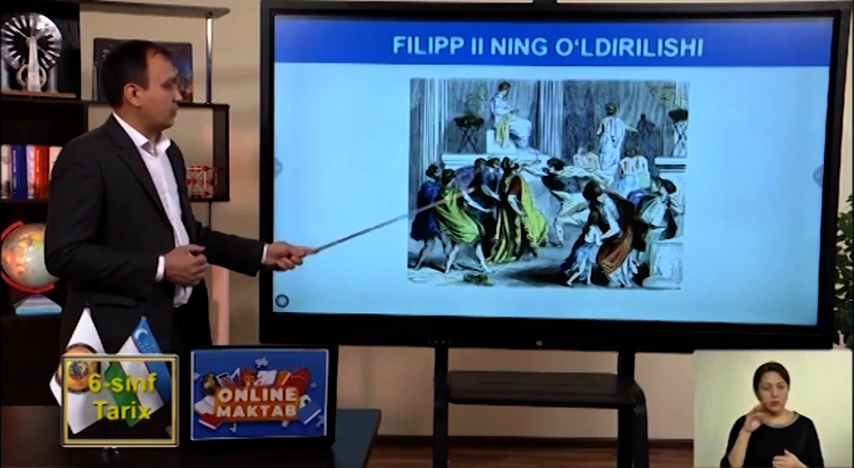 FILIPP II NING O‘LDIRILISHI
6-sinf
Tarix
ONLINE
MAKTAB